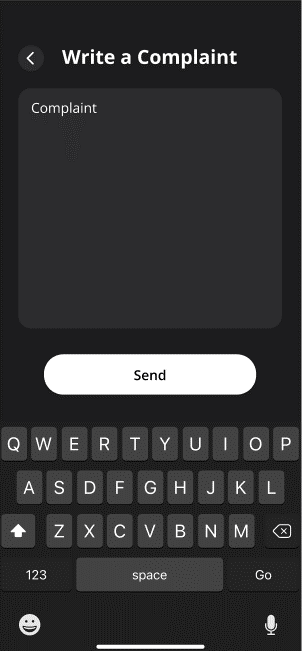 Write a Complaint
Complaint
Send
Q W E R T Y U I O P
A S D F G H J K L
Z X C V B N M
123 space Go